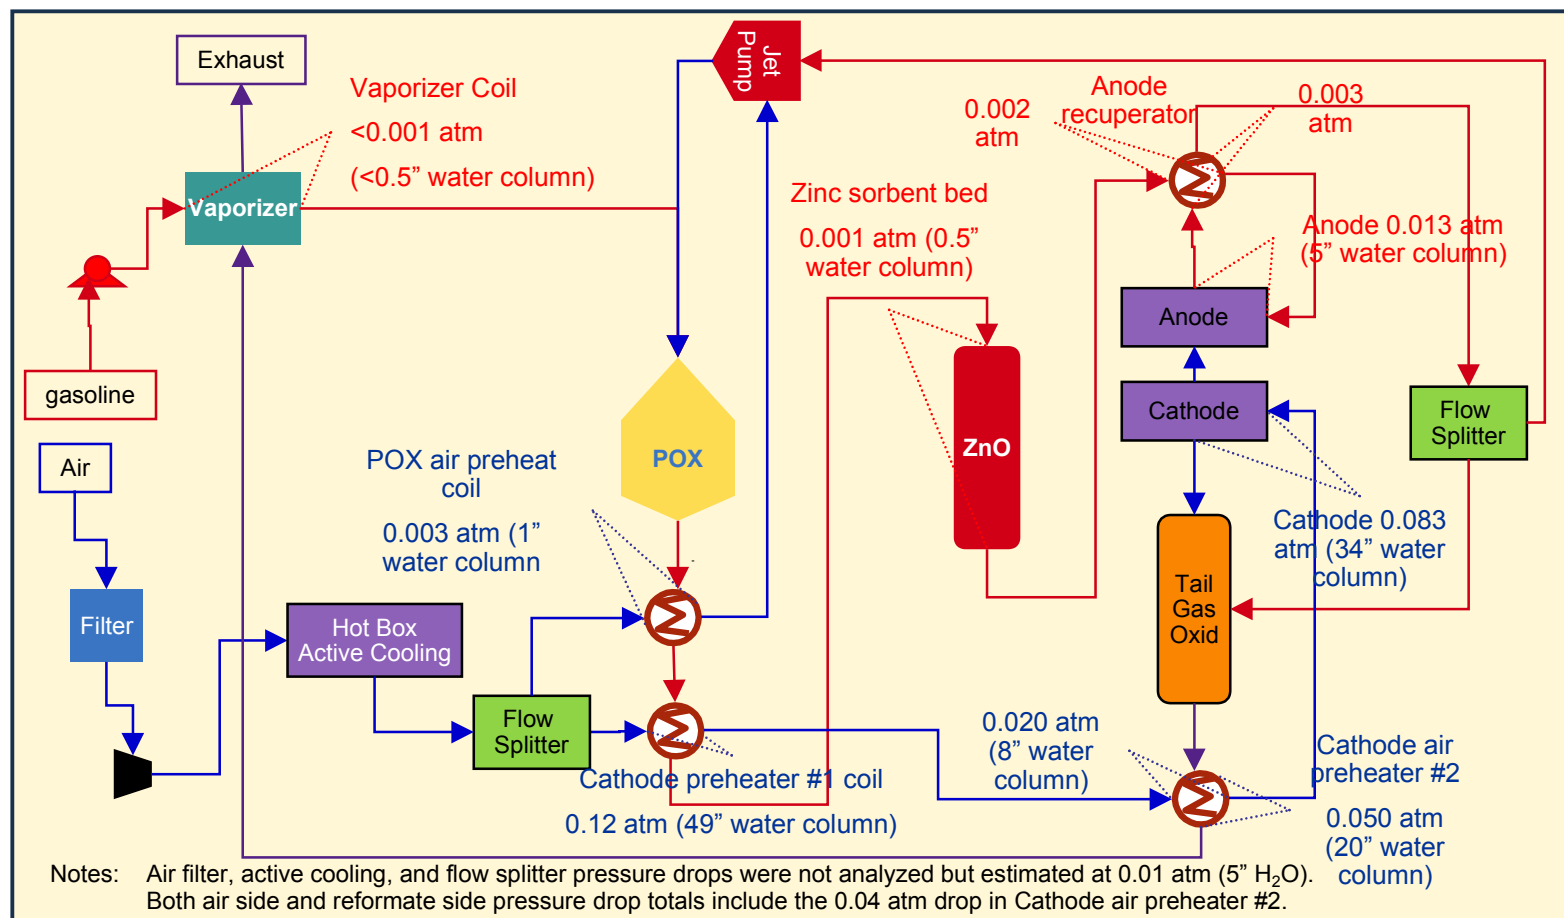 Exhaust
Vaporizer Coil
<0.001 atm
(<0.5” water column)
Jet
Pump
Anode
recuperator
0.002
atm
0.003
atm
Vaporizer
Zinc sorbent bed
0.001 atm (0.5”
water column)
Anode 0.013 atm
(5” water column)
Anode
gasoline
Cathode
Flow
Splitter
Air
POX air preheat
coil
0.003 atm (1”
water column
POX
ZnO
Cathode 0.083
atm (34” water
column)
Tail
Gas
Oxid
Filter
Hot Box
Active Cooling
Flow
Splitter
0.020 atm
(8” water
column)
Cathode air
preheater #2
Cathode preheater #1 coil
0.12 atm (49” water column)
0.050 atm
(20” water
column)
Notes: Air filter, active cooling, and flow splitter pressure drops were not analyzed but estimated at 0.01 atm (5” H₂O).
Both air side and reformate side pressure drop totals include the 0.04 atm drop in Cathode air preheater #2.